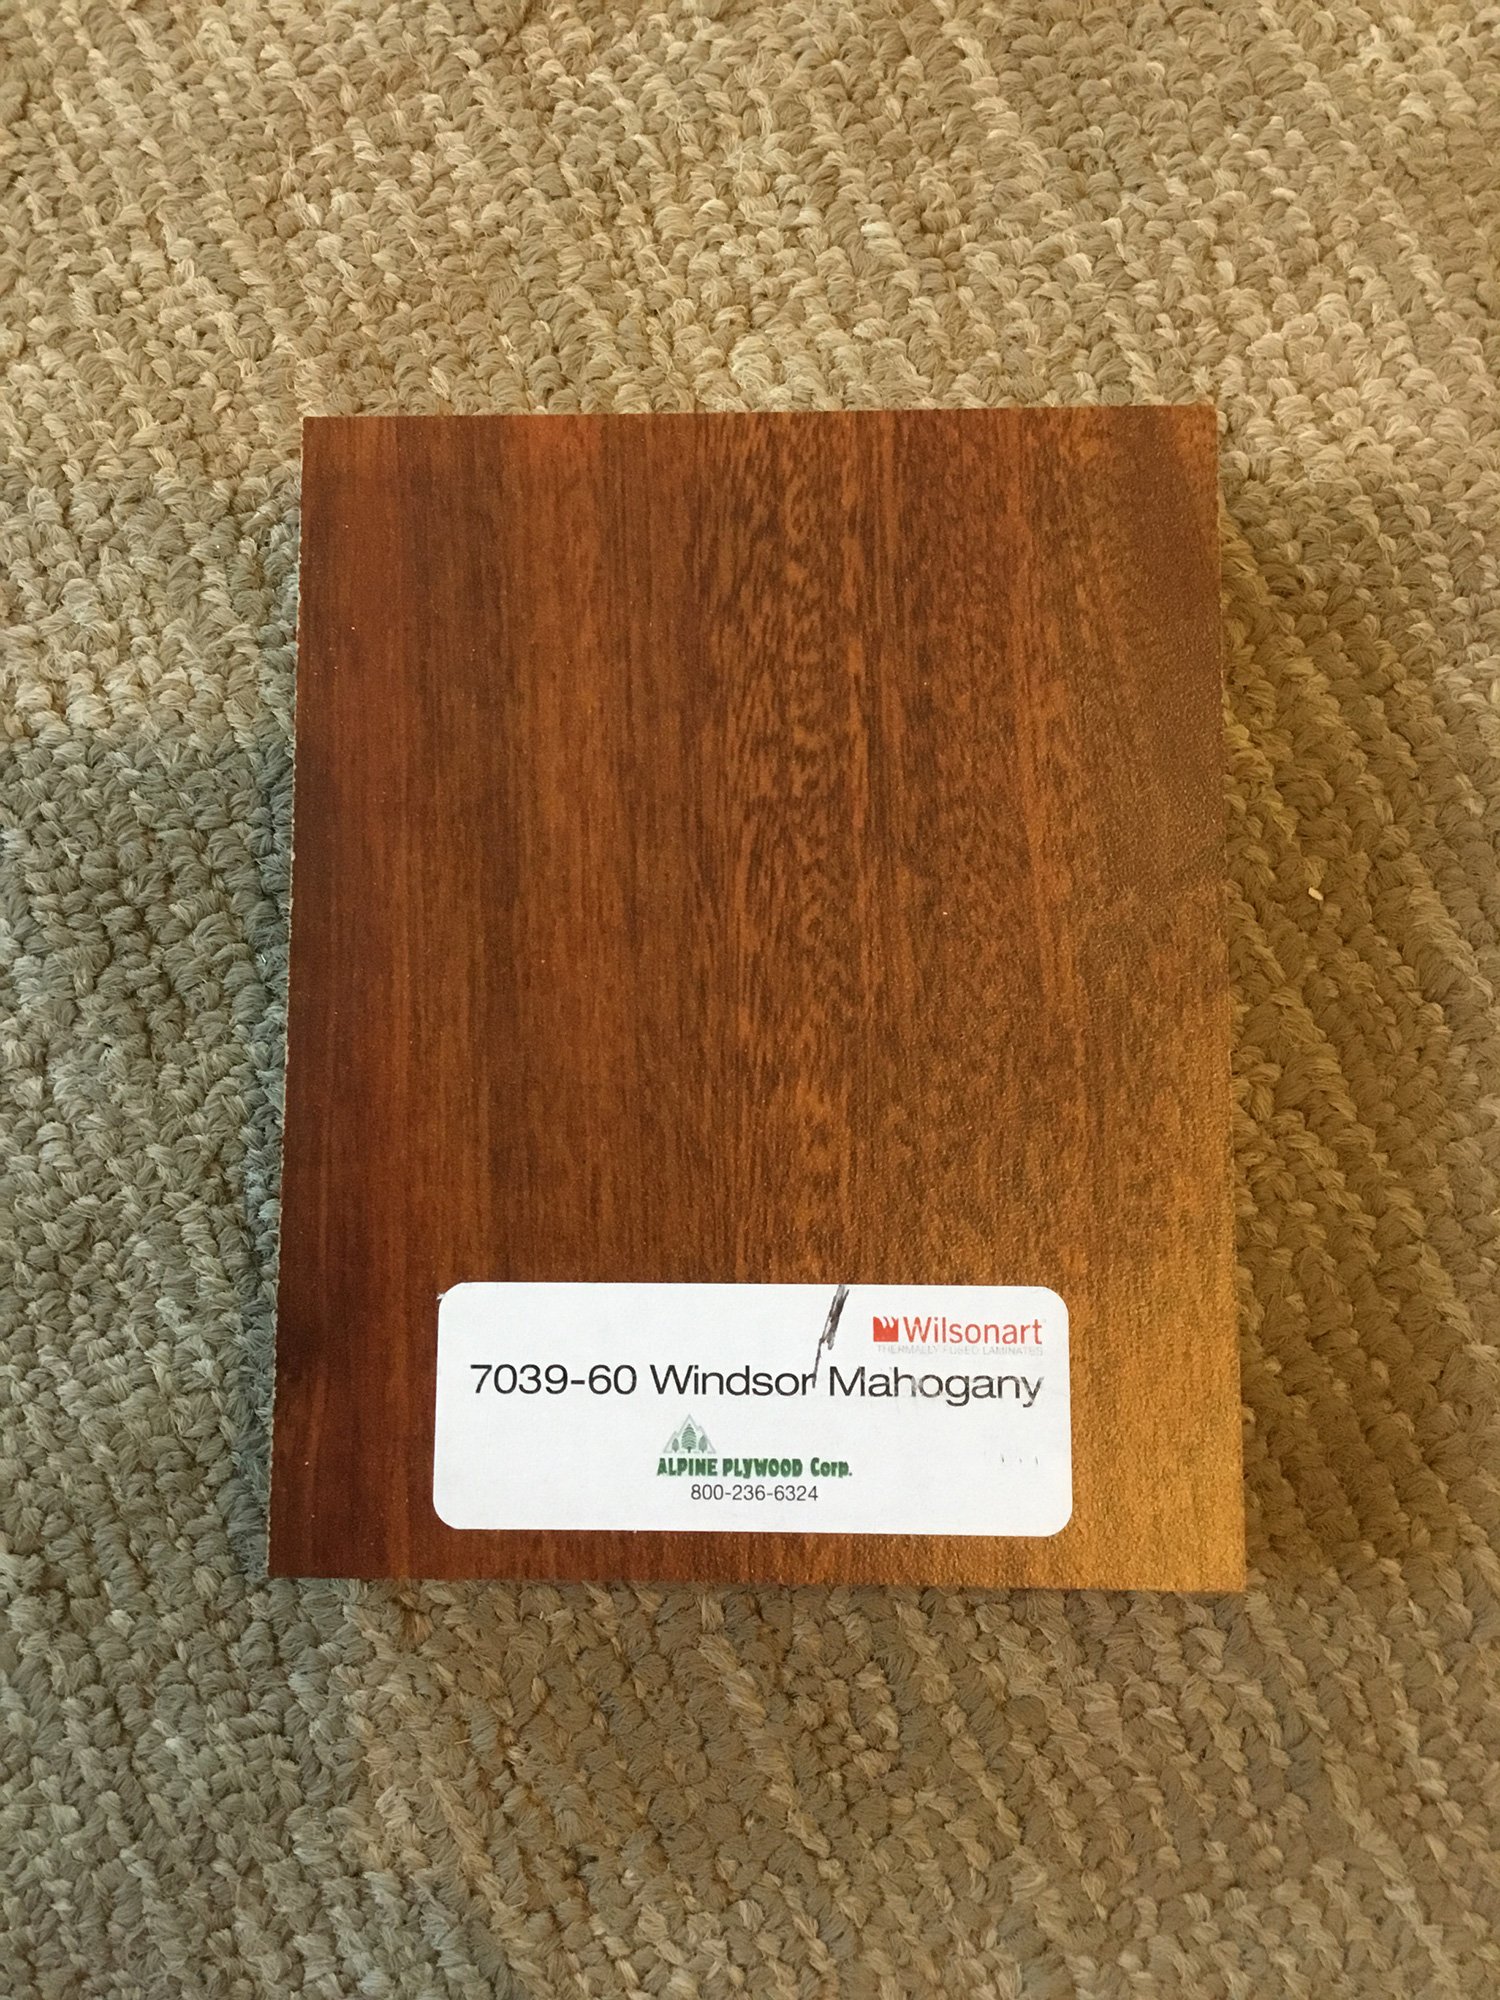 Wilsonart
THERMALLY FUSED LAMINATES
7039-60 Windsor Mahogany
ALPINE PLYWOOD Corp.
800-236-6324